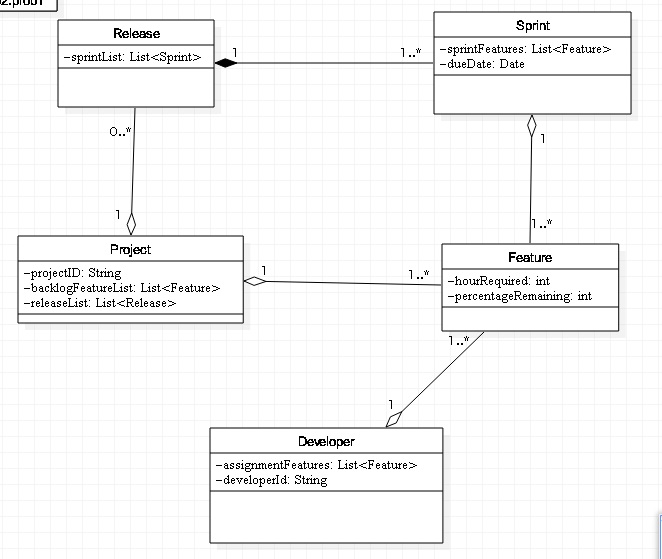 Release
-sprintList: List<Sprint>
1
1..*
Sprint
-sprintFeatures: List<Feature>
-dueDate: Date
0..*
1
1
1..*
Project
-projectID: String
-backlogFeatureList: List<Feature>
-releaseList: List<Release>
1
1..*
Feature
-hourRequired: int
-percentageRemaining: int
1..*
1
Developer
-assignmentFeatures: List<Feature>
-developerId: String